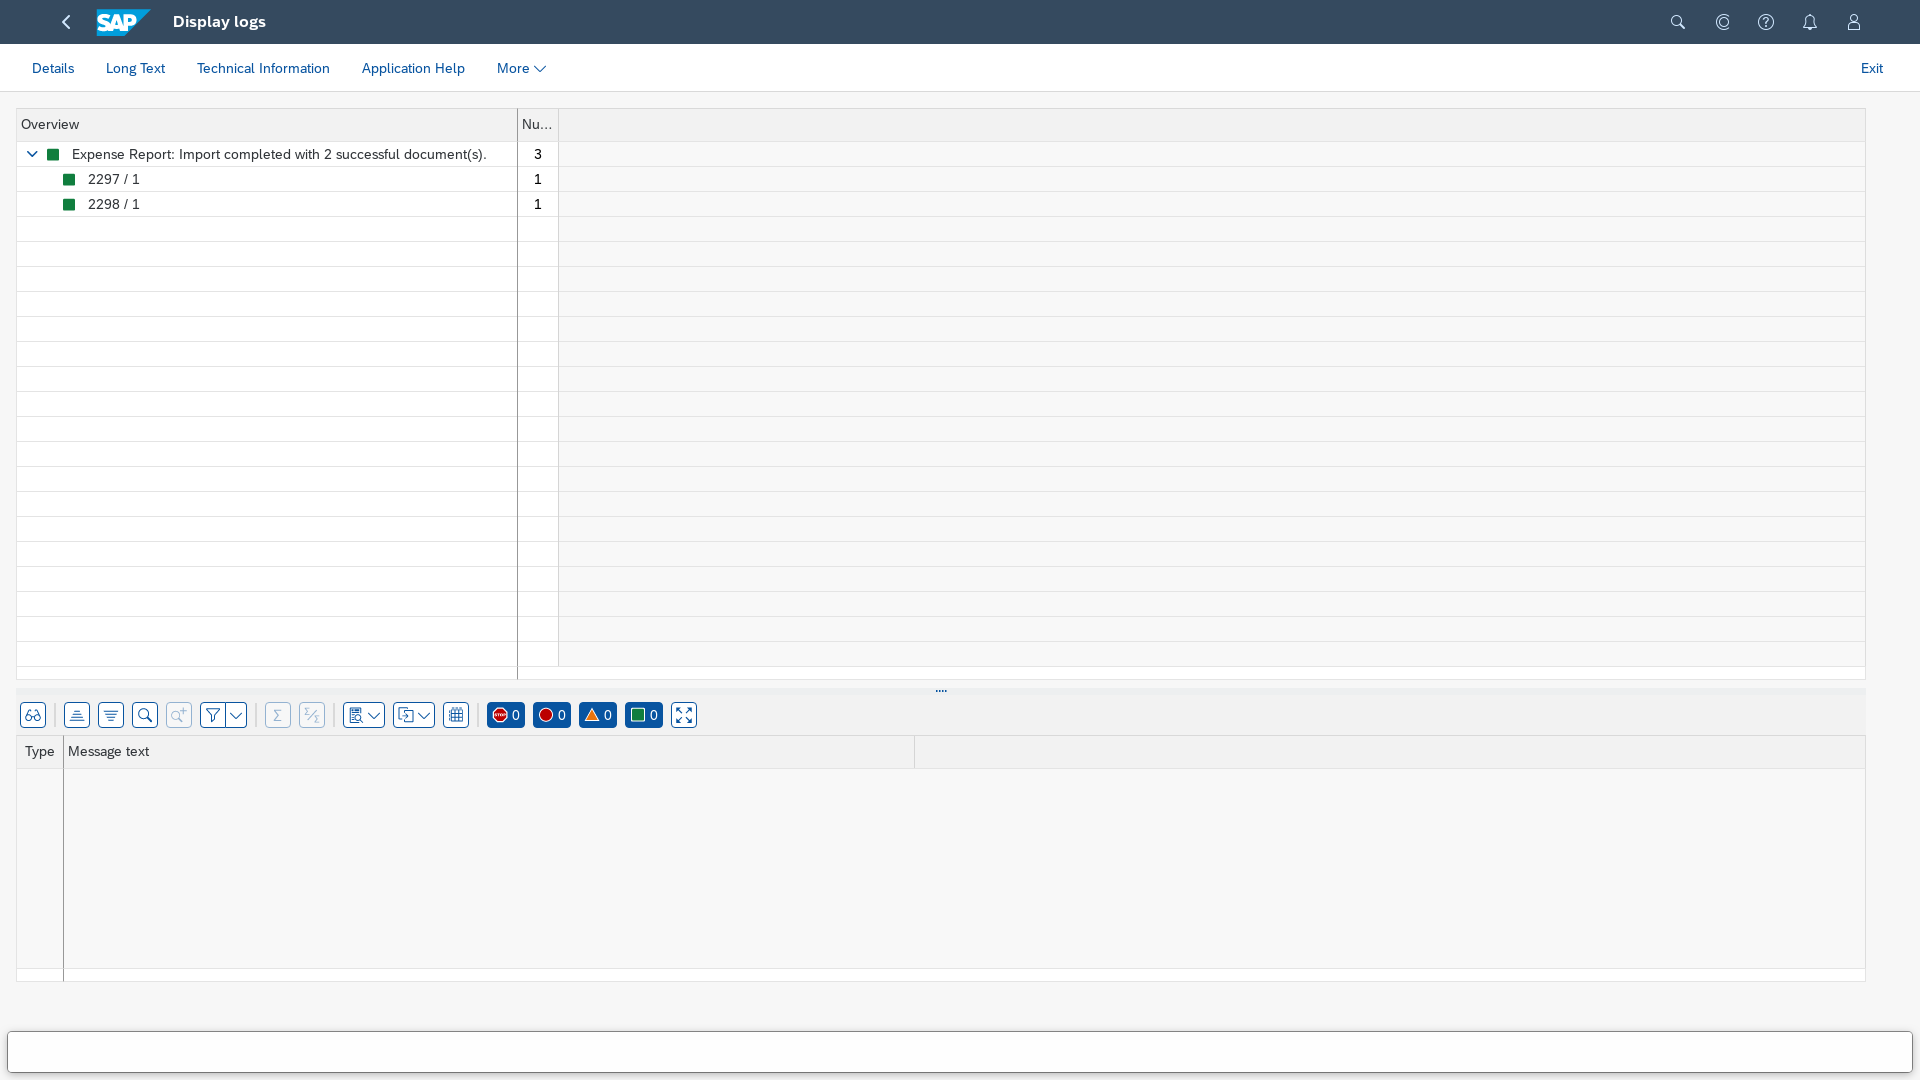 SAP Display logs
Details Long Text Technical Information Application Help More Exit
Overview Nu...
Expense Report: Import completed with 2 successful document(s). 3
2297 / 1 1
2298 / 1 1
STOP 0 0 0 0
Type Message text